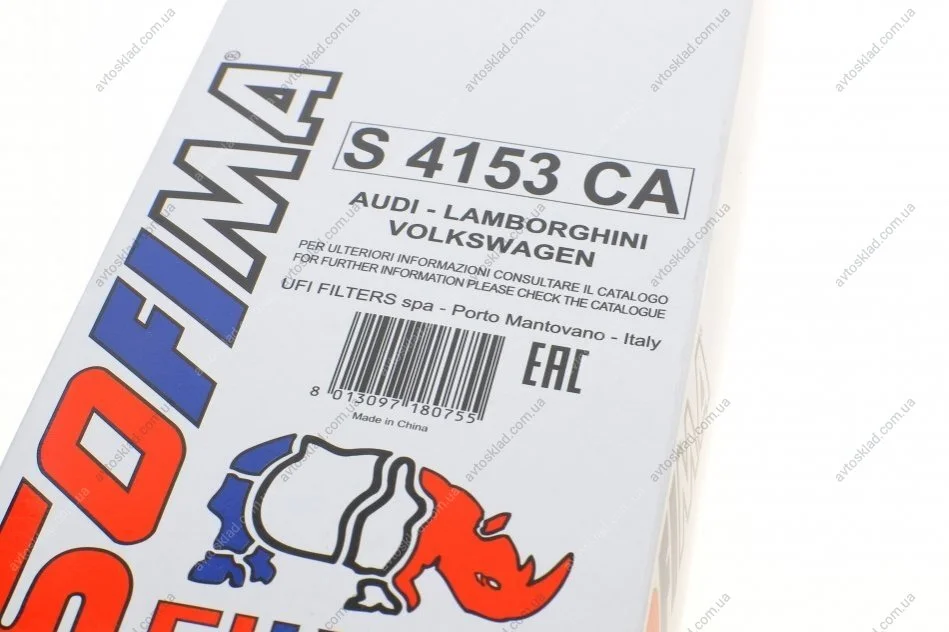 SOFIMA®
S 4153 CA
AUDI - LAMBORGHINI
VOLKSWAGEN
PER ULTERIORI INFORMAZIONI CONSULTARE IL CATALOGO
FOR FURTHER INFORMATION PLEASE CHECK THE CATALOGUE
UFI FILTERS spa - Porto Mantovano - Italy
EAC
8 013097 180755
Made in China
avtosklad.com.ua